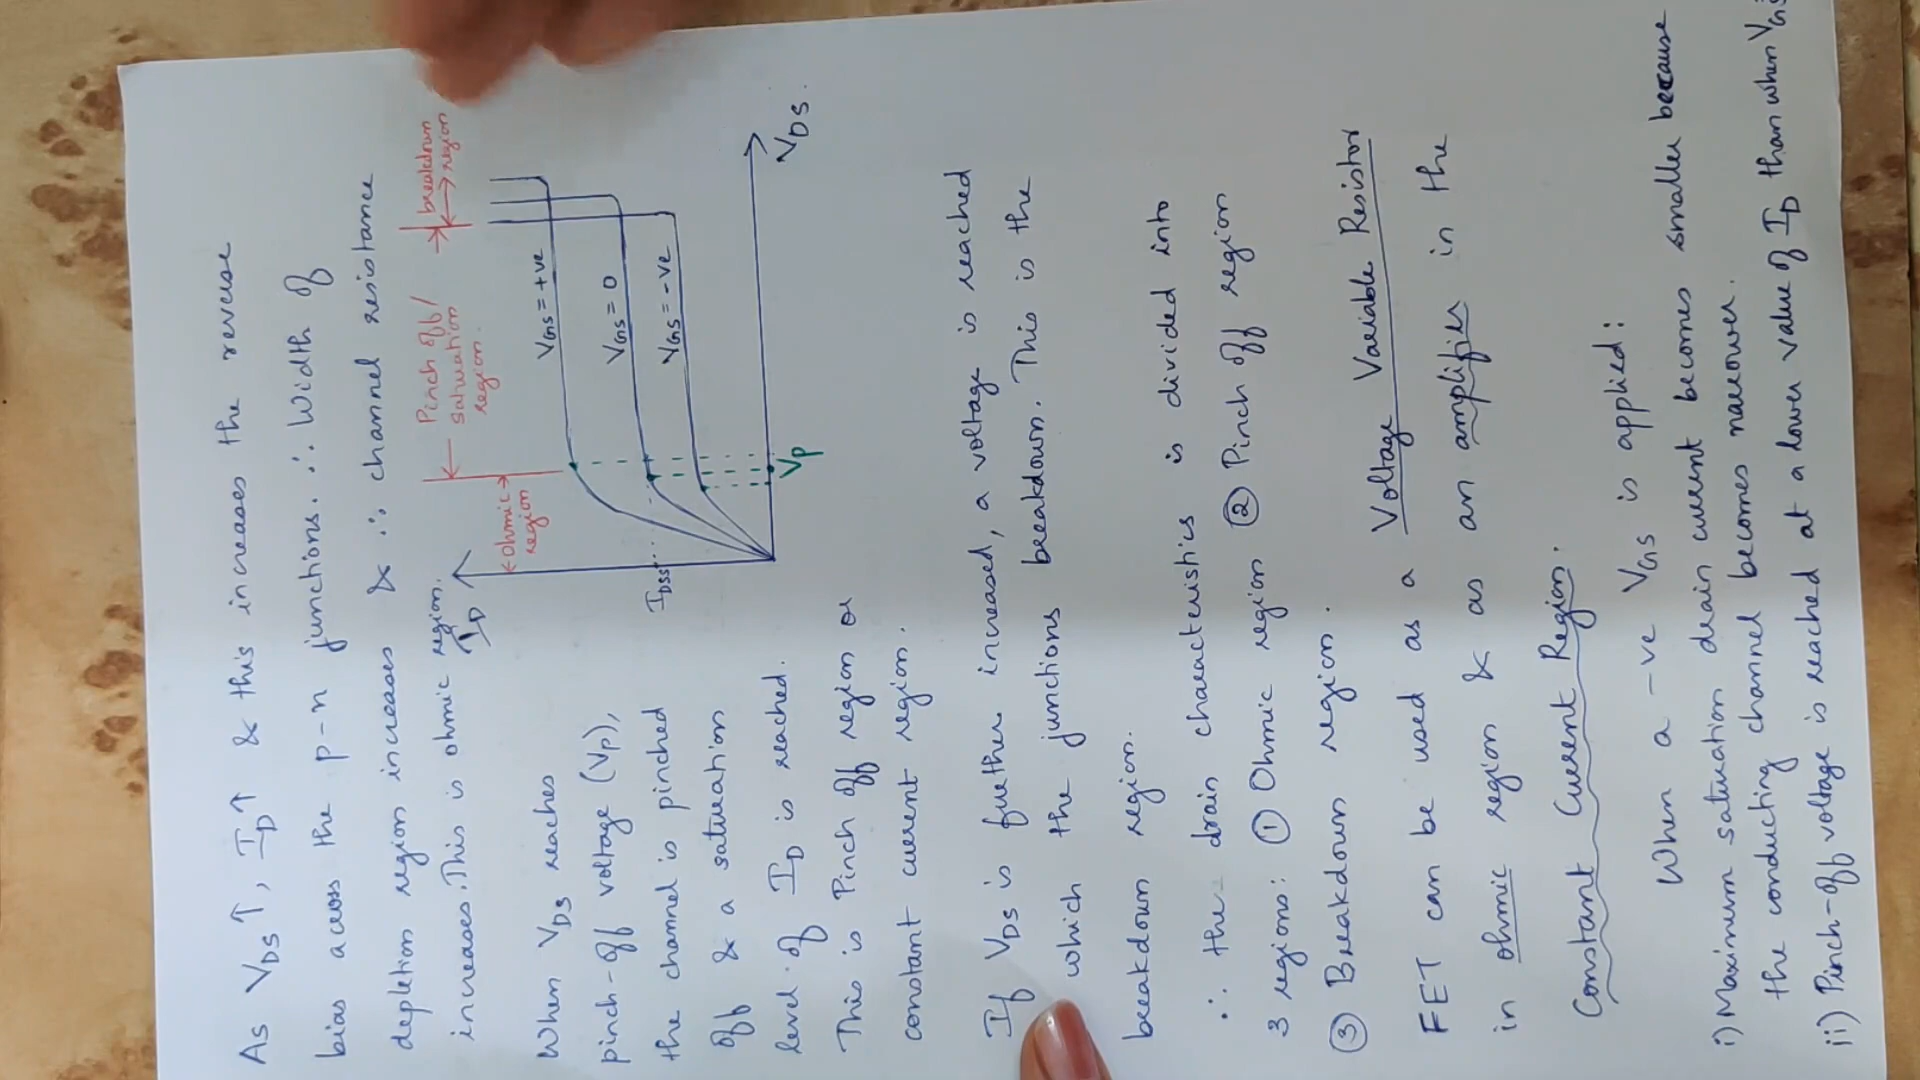 As VDS↑, ID↑ & this increases the reverse
bias across the p-n junctions. ∴ Width of
depletion region increases & ∴ channel resistance
increases. This is ohmic region.
ID
Pinch off/
saturation
region.
breakdown
region
ohmic
region
VGS = +ve
VGS = 0
VGS = -ve
IDSS
VP
VDS.
When VDS reaches
pinch-off voltage (VP),
the channel is pinched
off & a saturation
level of ID is reached.
This is Pinch off region or
constant current region.
If VDS is further increased, a voltage is reached
which the junctions breakdown. This is the
breakdown region.
∴ the drain characteristics is divided into
3 regions: ① Ohmic region ② Pinch off region
③ Breakdown region.
FET can be used as a Voltage Variable Resistor
in ohmic region & as an amplifier in the
Constant Current Region.
When a -ve VGS is applied:
i) Maximum saturation drain current becomes smaller because
the conducting channel becomes narrower.
ii) Pinch-off voltage is reached at a lower value of ID than when VGS